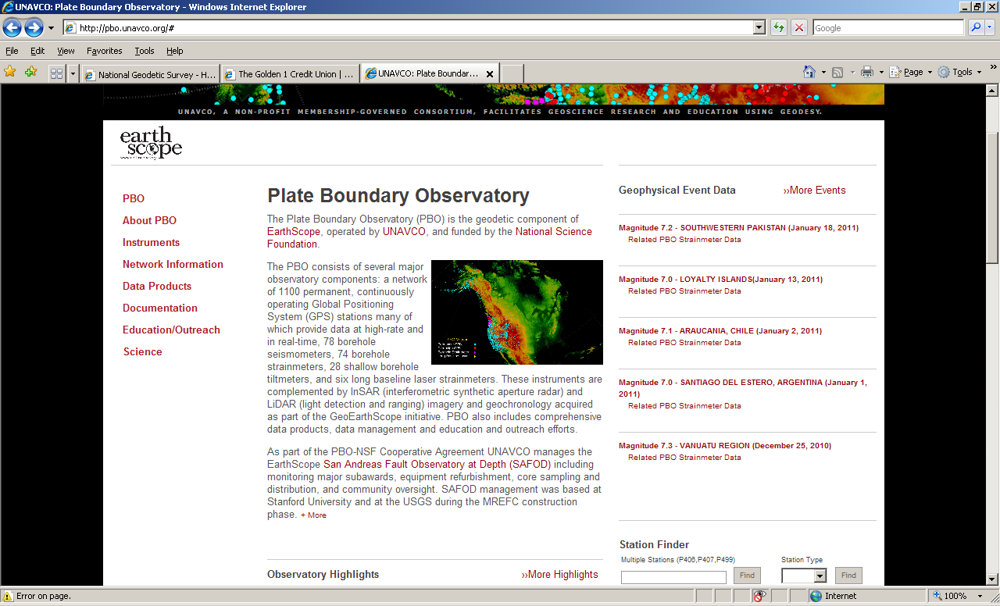 UNAVCO: Plate Boundary Observatory - Windows Internet Explorer
http://pbo.unavco.org/#
Google
File Edit View Favorites Tools Help
National Geodetic Survey - H...
The Golden 1 Credit Union | ...
UNAVCO: Plate Boundar...
Page
Tools
UNAVCO, A NON-PROFIT MEMBERSHIP-GOVERNED CONSORTIUM, FACILITATES GEOSCIENCE RESEARCH AND EDUCATION USING GEODESY.
earth
scope
PBO
About PBO
Instruments
Network Information
Data Products
Documentation
Education/Outreach
Science
Plate Boundary Observatory
The Plate Boundary Observatory (PBO) is the geodetic component of
EarthScope, operated by UNAVCO, and funded by the National Science
Foundation.
The PBO consists of several major
observatory components: a network
of 1100 permanent, continuously
operating Global Positioning
System (GPS) stations many of
which provide data at high-rate and
in real-time, 78 borehole
seismometers, 74 borehole
strainmeters, 28 shallow borehole
tiltmeters, and six long baseline laser strainmeters. These instruments are
complemented by InSAR (interferometric synthetic aperture radar) and
LiDAR (light detection and ranging) imagery and geochronology acquired
as part of the GeoEarthScope initiative. PBO also includes comprehensive
data products, data management and education and outreach efforts.
As part of the PBO-NSF Cooperative Agreement UNAVCO manages the
EarthScope San Andreas Fault Observatory at Depth (SAFOD) including
monitoring major subawards, equipment refurbishment, core sampling and
distribution, and community oversight. SAFOD management was based at
Stanford University and at the USGS during the MREFC construction
phase. + More
Observatory Highlights
››More Highlights
Geophysical Event Data
››More Events
Magnitude 7.2 - SOUTHWESTERN PAKISTAN (January 18, 2011)
Related PBO Strainmeter Data
Magnitude 7.0 - LOYALTY ISLANDS(January 13, 2011)
Related PBO Strainmeter Data
Magnitude 7.1 - ARAUCANIA, CHILE (January 2, 2011)
Related PBO Strainmeter Data
Magnitude 7.0 - SANTIAGO DEL ESTERO, ARGENTINA (January 1,
2011)
Related PBO Strainmeter Data
Magnitude 7.3 - VANUATU REGION (December 25, 2010)
Related PBO Strainmeter Data
Station Finder
Multiple Stations (P406,P407,P499)
Station Type
Find
Find
Error on page.
Internet
100%